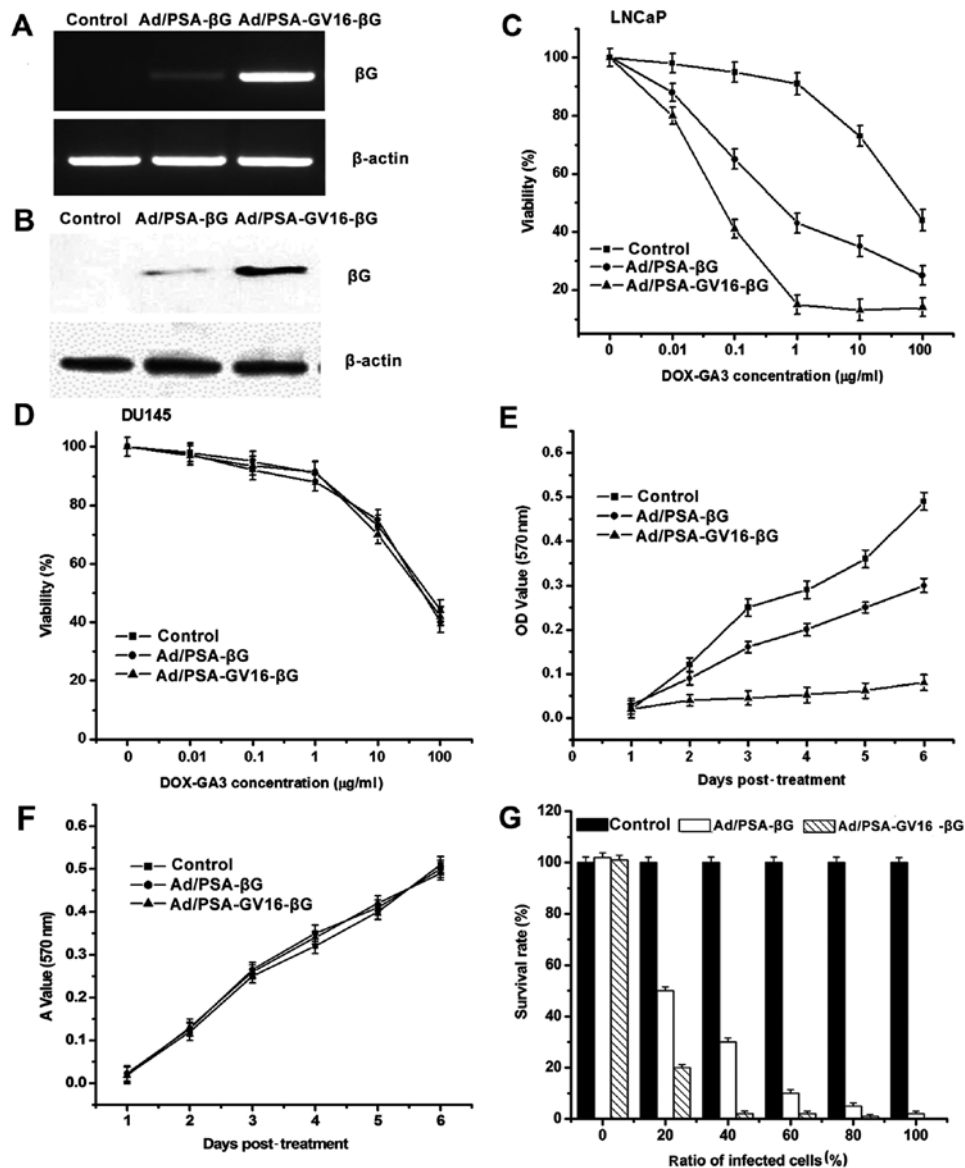 A
Control Ad/PSA-βG Ad/PSA-GV16-βG
βG
β-actin
B
Control Ad/PSA-βG Ad/PSA-GV16-βG
βG
β-actin
C
LNCaP
Viability (%)
100
80
60
40
20
Control
Ad/PSA-βG
Ad/PSA-GV16-βG
0 0.01 0.1 1 10 100
DOX-GA3 concentration (μg/ml)
D
DU145
Viability (%)
100
80
60
40
20
0
Control
Ad/PSA-βG
Ad/PSA-GV16-βG
0 0.01 0.1 1 10 100
DOX-GA3 concentration (μg/ml)
E
OD Value (570 nm)
0.5
0.4
0.3
0.2
0.1
0.0
Control
Ad/PSA-βG
Ad/PSA-GV16-βG
0 1 2 3 4 5 6
Days post-treatment
F
A Value (570 nm)
0.6
0.5
0.4
0.3
0.2
0.1
0.0
Control
Ad/PSA-βG
Ad/PSA-GV16-βG
1 2 3 4 5 6
Days post-treatment
G
Survival rate (%)
120
100
80
60
40
20
0
Control Ad/PSA-βG Ad/PSA-GV16 -βG
0 20 40 60 80 100
Ratio of infected cells (%)